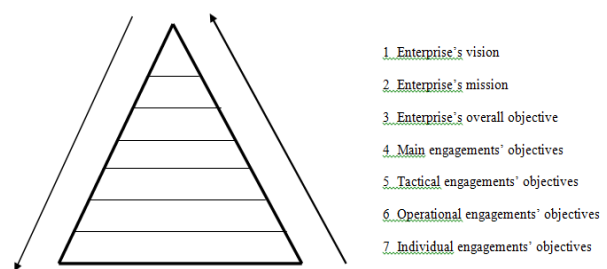 1 Enterprise's vision
2 Enterprise's mission
3 Enterprise's overall objective
4 Main engagements' objectives
5 Tactical engagements' objectives
6 Operational engagements' objectives
7 Individual engagements' objectives